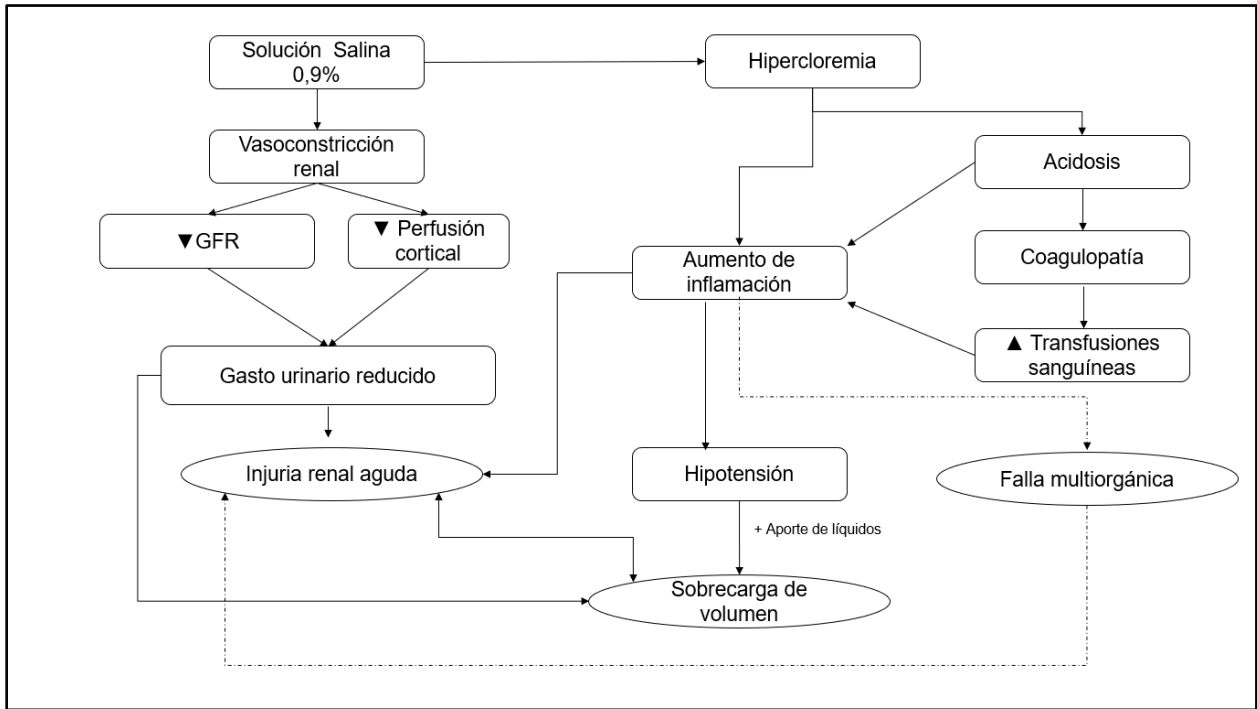 Solución Salina
0,9%
Hipercloremia
Vasoconstricción
renal
Acidosis
▼GFR
▼ Perfusión
cortical
Aumento de
inflamación
Coagulopatía
▲ Transfusiones
sanguíneas
Gasto urinario reducido
Injuria renal aguda
Hipotensión
Falla multiorgánica
+ Aporte de líquidos
Sobrecarga de
volumen